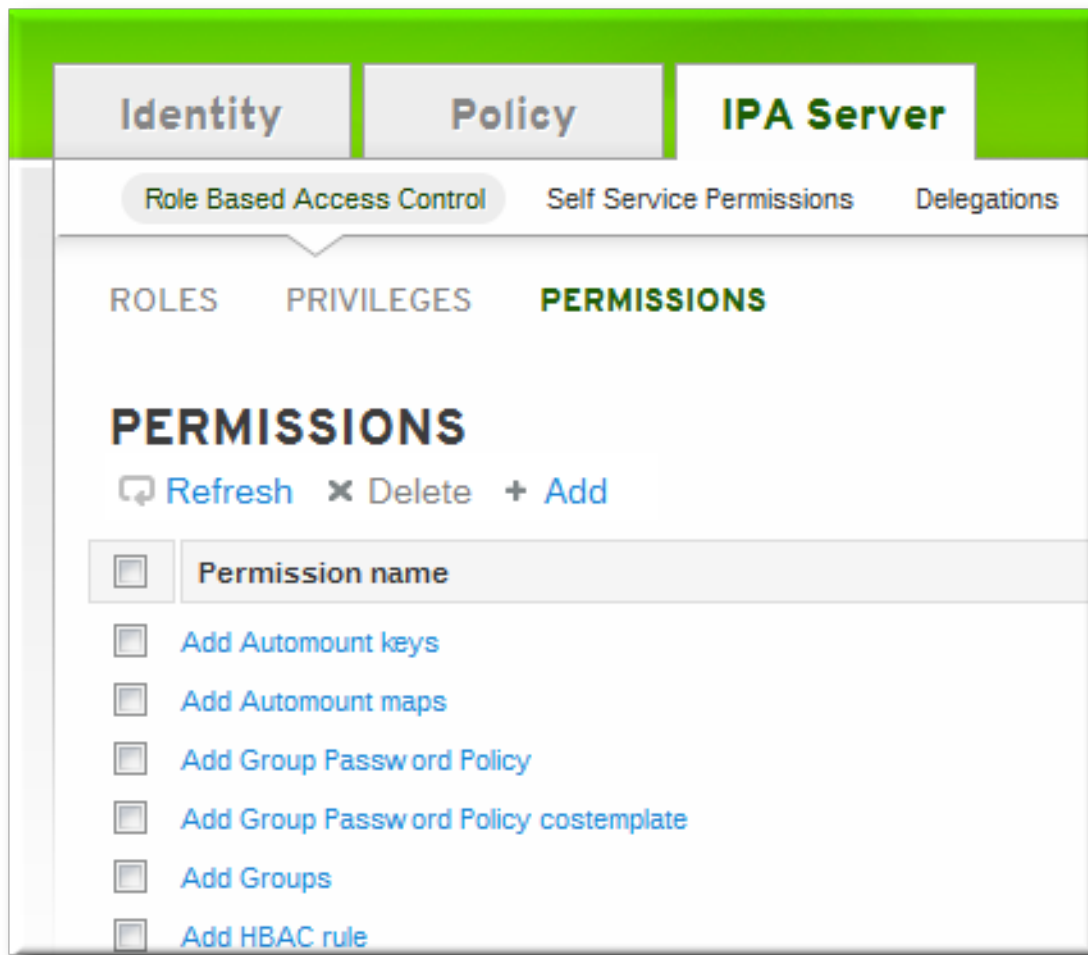 Identity Policy IPA Server
Role Based Access Control Self Service Permissions Delegations
ROLES PRIVILEGES PERMISSIONS
PERMISSIONS
Refresh Delete + Add
Permission name
Add Automount keys
Add Automount maps
Add Group Password Policy
Add Group Password Policy costemplate
Add Groups
Add HBAC rule